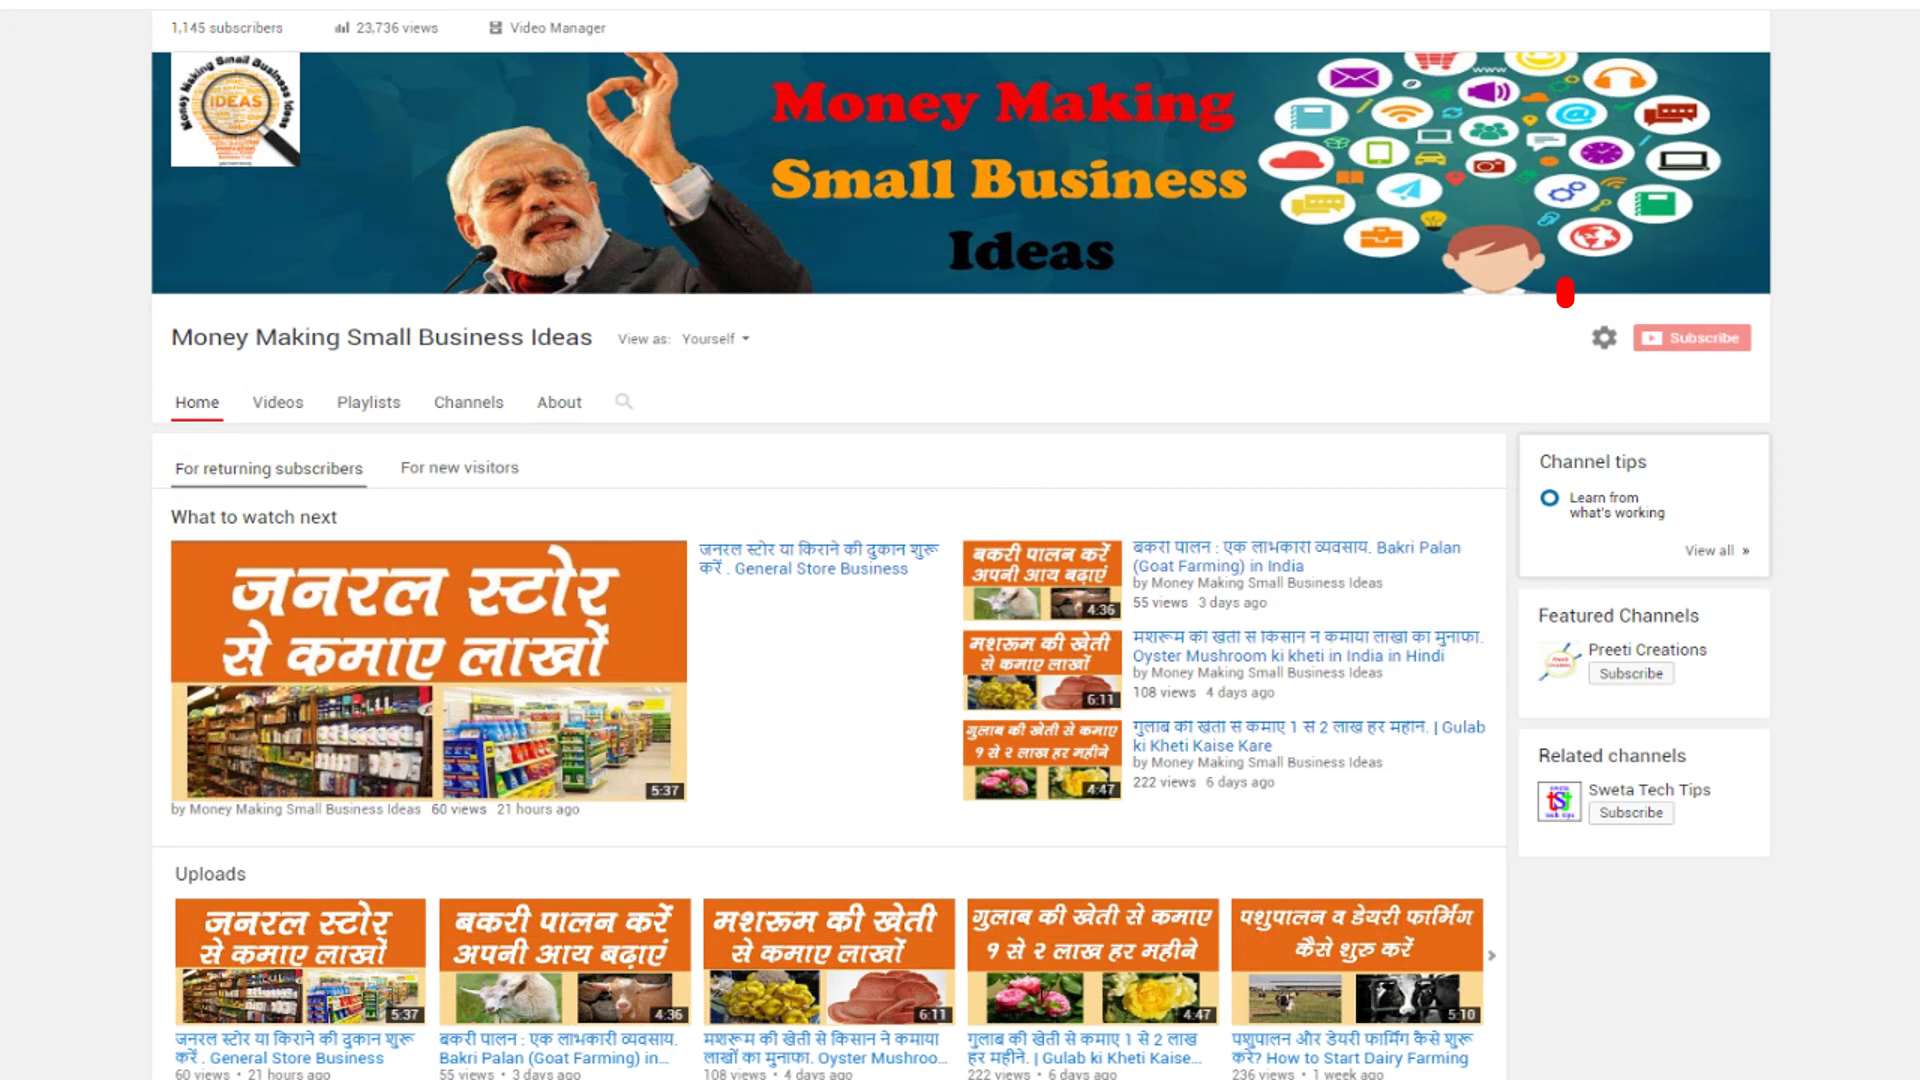 1,145 subscribers
23,736 views
Video Manager
Money Making Small Business Ideas
IDEAS
www
Money Making
Small Business
Ideas
Money Making Small Business Ideas
View as: Yourself
Subscribe
Home
Videos
Playlists
Channels
About
For returning subscribers
For new visitors
What to watch next
जनरल स्टोर
से कमाए लाखों
5:37
by Money Making Small Business Ideas 60 views 21 hours ago
जनरल स्टोर या किराने की दुकान शुरू
करें . General Store Business
बकरी पालन करें
अपनी आय बढ़ाएं
4:36
बकरी पालन : एक लाभकारी व्यवसाय. Bakri Palan
(Goat Farming) in India
by Money Making Small Business Ideas
55 views 3 days ago
मशरूम की खेती
से कमाए लाखों
6:11
मशरूम की खेती से किसान ने कमाया लाखों का मुनाफा.
Oyster Mushroom ki kheti in India in Hindi
by Money Making Small Business Ideas
108 views 4 days ago
गुलाब की खेती से कमाए
१ से २ लाख हर महीने
4:47
गुलाब की खेती से कमाए 1 से 2 लाख हर महीने. | Gulab
ki Kheti Kaise Kare
by Money Making Small Business Ideas
222 views 6 days ago
Channel tips
Learn from
what's working
View all »
Featured Channels
Preeti Creations
Subscribe
Related channels
Sweta Tech Tips
Subscribe
Uploads
जनरल स्टोर
से कमाए लाखों
5:37
जनरल स्टोर या किराने की दुकान शुरू
करें . General Store Business
60 views • 21 hours ago
बकरी पालन करें
अपनी आय बढ़ाएं
4:36
बकरी पालन : एक लाभकारी व्यवसाय.
Bakri Palan (Goat Farming) in...
55 views • 3 days ago
मशरूम की खेती
से कमाए लाखों
6:11
मशरूम की खेती से किसान ने कमाया
लाखों का मुनाफा. Oyster Mushroo...
108 views • 4 days ago
गुलाब की खेती से कमाए
१ से २ लाख हर महीने
4:47
गुलाब की खेती से कमाए 1 से 2 लाख
हर महीने. | Gulab ki Kheti Kaise...
222 views • 6 days ago
पशुपालन व डेयरी फार्मिंग
कैसे शुरु करें
5:10
पशुपालन और डेयरी फार्मिंग कैसे शुरू
करें? How to Start Dairy Farming
236 views • 1 week ago